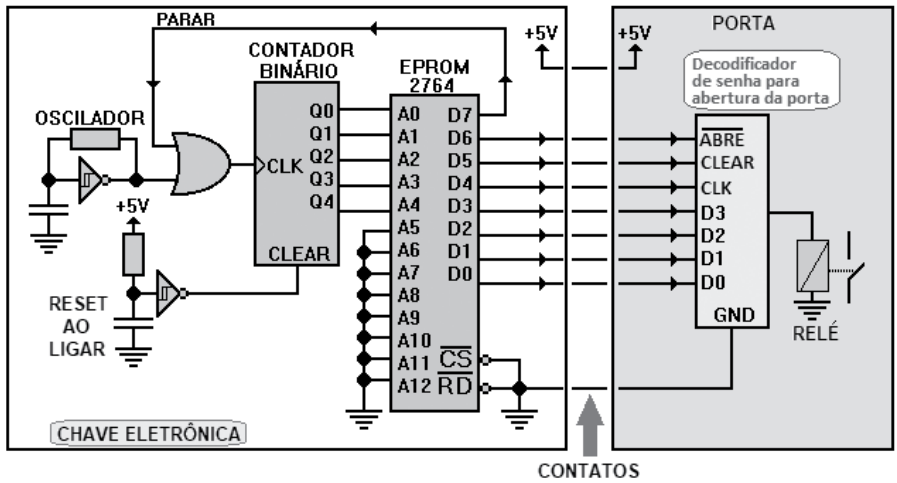 PARAR
OSCILADOR
+5V
RESET
AO
LIGAR
CONTADOR
BINÁRIO
Q0
Q1
Q2
Q3
Q4
CLK
CLEAR
EPROM
2764
A0
A1
A2
A3
A4
A5
A6
A7
A8
A9
A10
A11
A12
D7
D6
D5
D4
D3
D2
D1
D0
CS
RD
CHAVE ELETRÔNICA
+5V
+5V
CONTATOS
PORTA
Decodificador
de senha para
abertura da porta
ABRE
CLEAR
CLK
D3
D2
D1
D0
GND
RELÉ